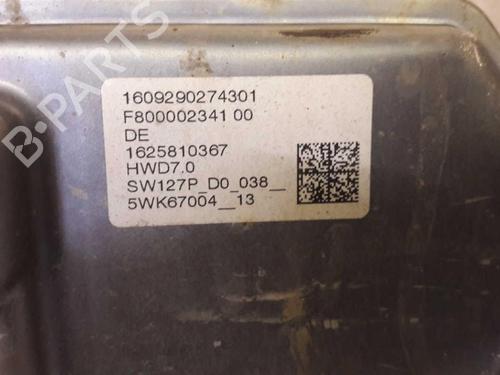 B-PARTS
1609290274301
F800002341 00
DE
1625810367
HWD7.0
SW127P_D0_038__
5WK67004__13